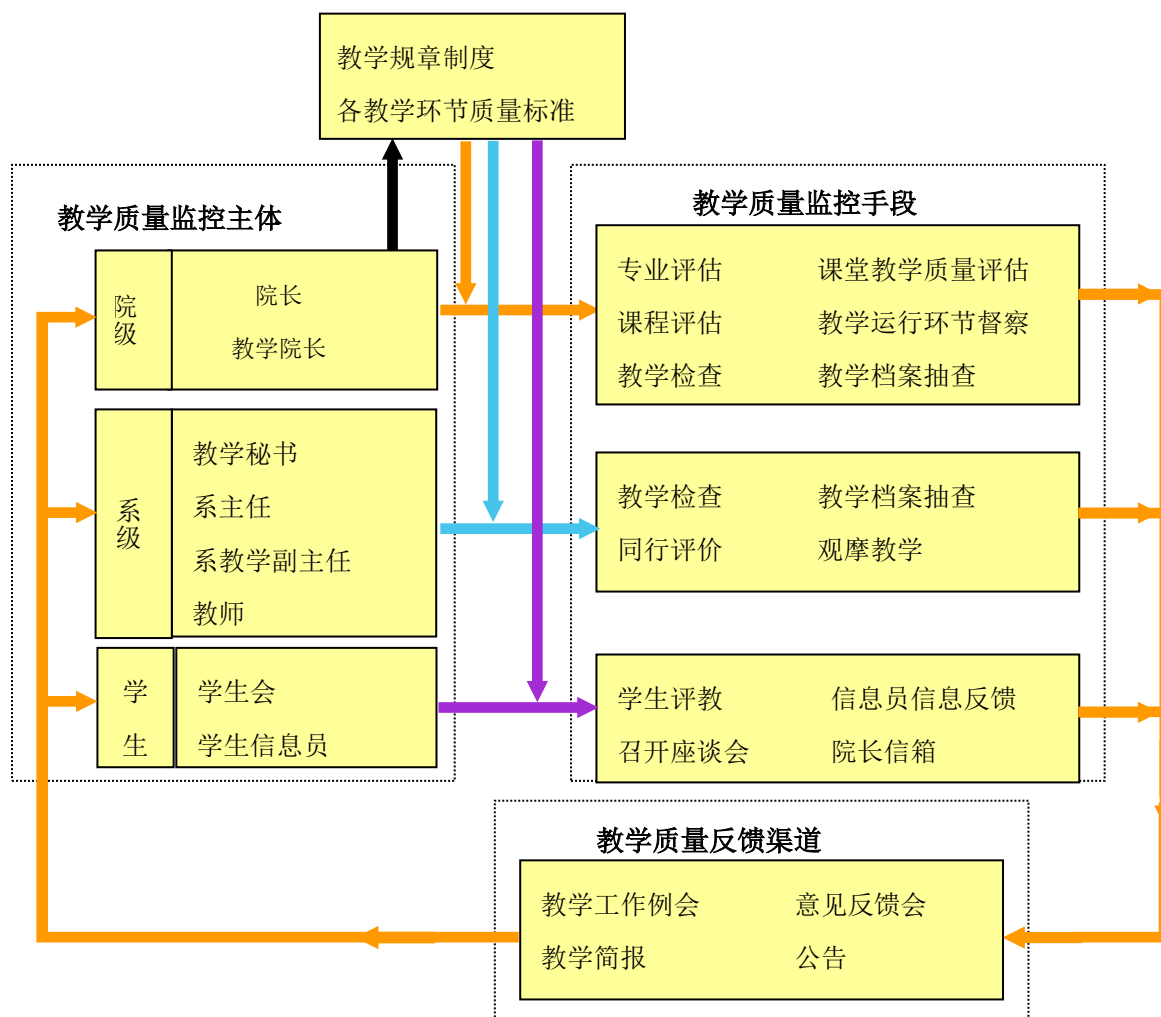 教学规章制度
各教学环节质量标准
教学质量监控主体
院级
院长
教学院长
系级
教学秘书
系主任
系教学副主任
教师
学生
学生会
学生信息员
教学质量监控手段
专业评估 课堂教学质量评估
课程评估 教学运行环节督察
教学检查 教学档案抽查
教学检查 教学档案抽查
同行评价 观摩教学
学生评教 信息员信息反馈
召开座谈会 院长信箱
教学质量反馈渠道
教学工作例会 意见反馈会
教学简报 公告